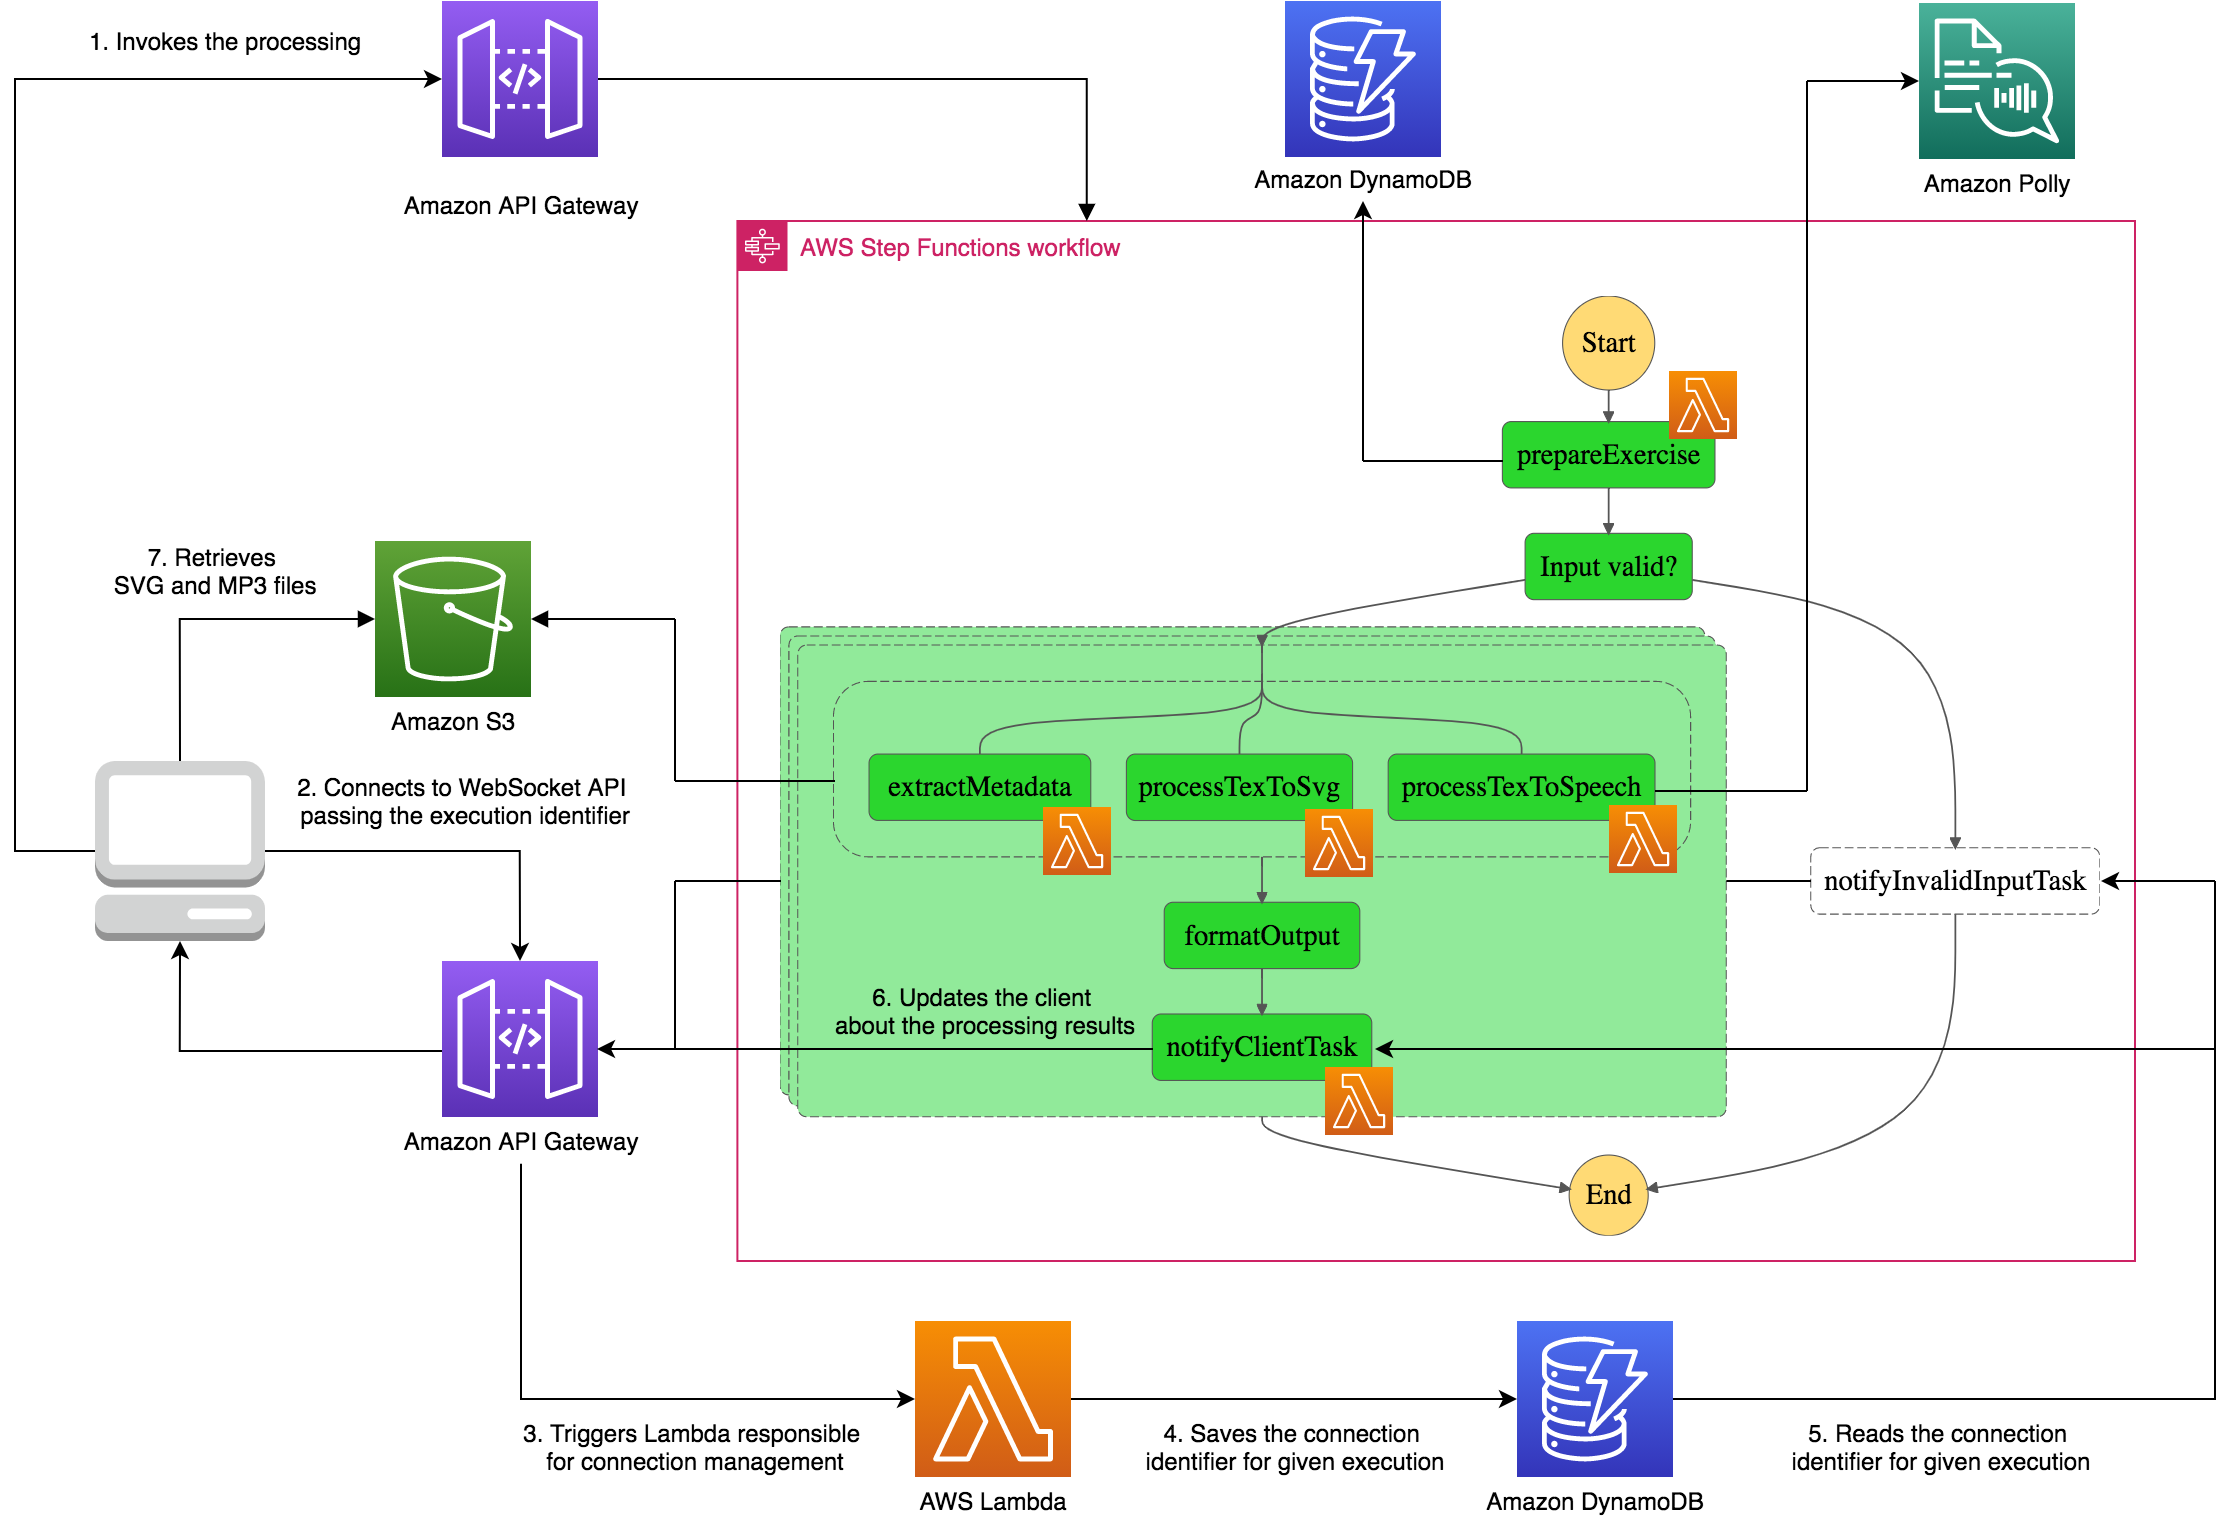 1. Invokes the processing
Amazon API Gateway
Amazon DynamoDB
Amazon Polly
AWS Step Functions workflow
Start
prepareExercise
Input valid?
7. Retrieves
SVG and MP3 files
Amazon S3
2. Connects to WebSocket API
passing the execution identifier
extractMetadata
processTexToSvg
processTexToSpeech
notifyInvalidInputTask
formatOutput
6. Updates the client
about the processing results
notifyClientTask
Amazon API Gateway
End
3. Triggers Lambda responsible
for connection management
AWS Lambda
4. Saves the connection
identifier for given execution
Amazon DynamoDB
5. Reads the connection
identifier for given execution